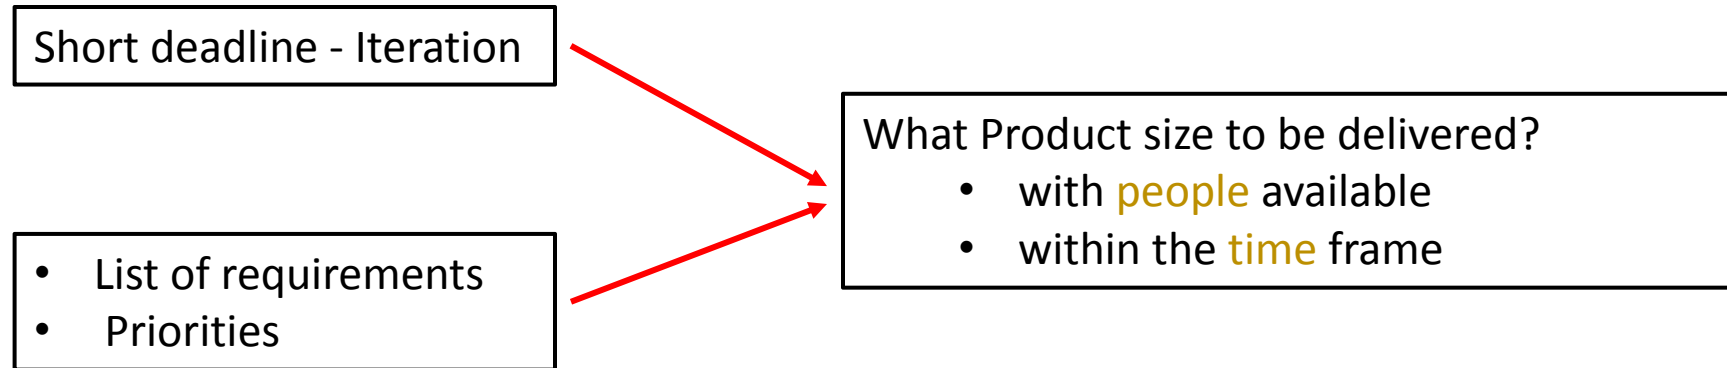 Short deadline - Iteration
• List of requirements
• Priorities
What Product size to be delivered?
• with people available
• within the time frame